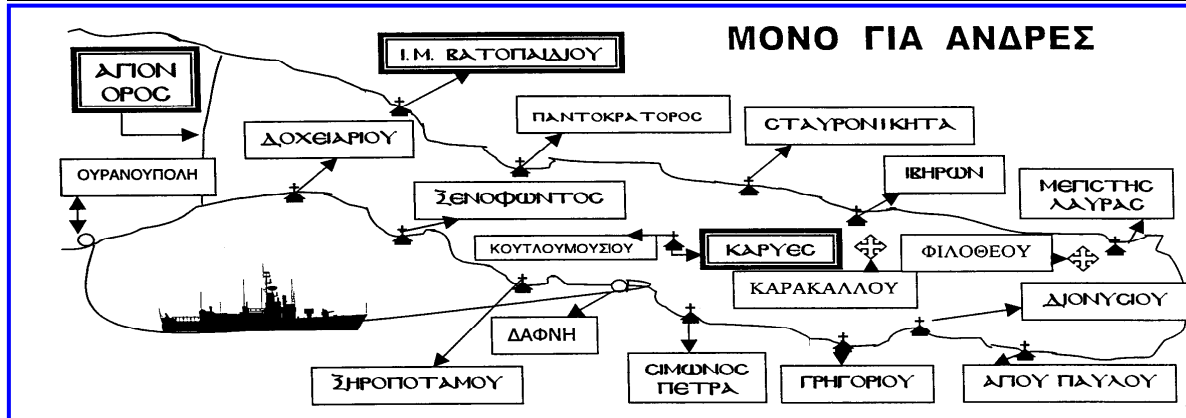 ΜΟΝΟ ΓΙΑ ΑΝΔΡΕΣ
ΑΓΙΟΝ
ΟΡΟΣ
Ι.Μ. ΒΑΤΟΠΑΙΔΙΟΥ
ΠΑΝΤΟΚΡΑΤΟΡΟΣ
ΣΤΑΥΡΟΝΙΚΗΤΑ
ΔΟΧΕΙΑΡΙΟΥ
ΟΥΡΑΝΟΥΠΟΛΗ
ΙΒΗΡΩΝ
ΜΕΓΙΣΤΗΣ
ΛΑΥΡΑΣ
ΞΕΝΟΦΩΝΤΟΣ
ΚΟΥΤΛΟΥΜΟΥΣΙΟΥ
ΚΑΡΥΕΣ
ΦΙΛΟΘΕΟΥ
ΚΑΡΑΚΑΛΛΟΥ
ΔΙΟΝΥΣΙΟΥ
ΔΑΦΝΗ
ΞΗΡΟΠΟΤΑΜΟΥ
ΣΙΜΩΝΟΣ
ΠΕΤΡΑ
ΓΡΗΓΟΡΙΟΥ
ΑΓΙΟΥ ΠΑΥΛΟΥ